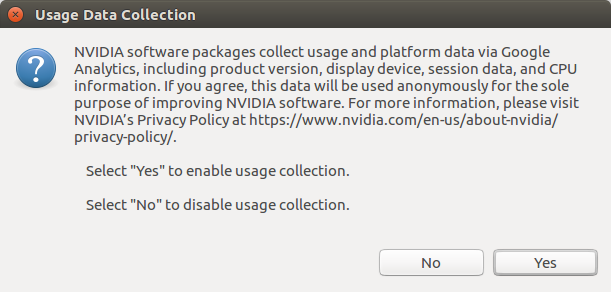 Usage Data Collection
NVIDIA software packages collect usage and platform data via Google
Analytics, including product version, display device, session data, and CPU
information. If you agree, this data will be used anonymously for the sole
purpose of improving NVIDIA software. For more information, please visit
NVIDIA’s Privacy Policy at https://www.nvidia.com/en-us/about-nvidia/
privacy-policy/.
Select "Yes" to enable usage collection.
Select "No" to disable usage collection.
No
Yes